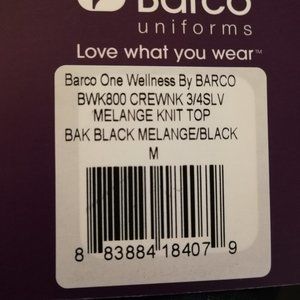 Barco
uniforms
Love what you wear™
Barco One Wellness By BARCO
BWK800 CREWNK 3/4SLV
MELANGE KNIT TOP
BAK BLACK MELANGE/BLACK
M
8 83884 18407 9